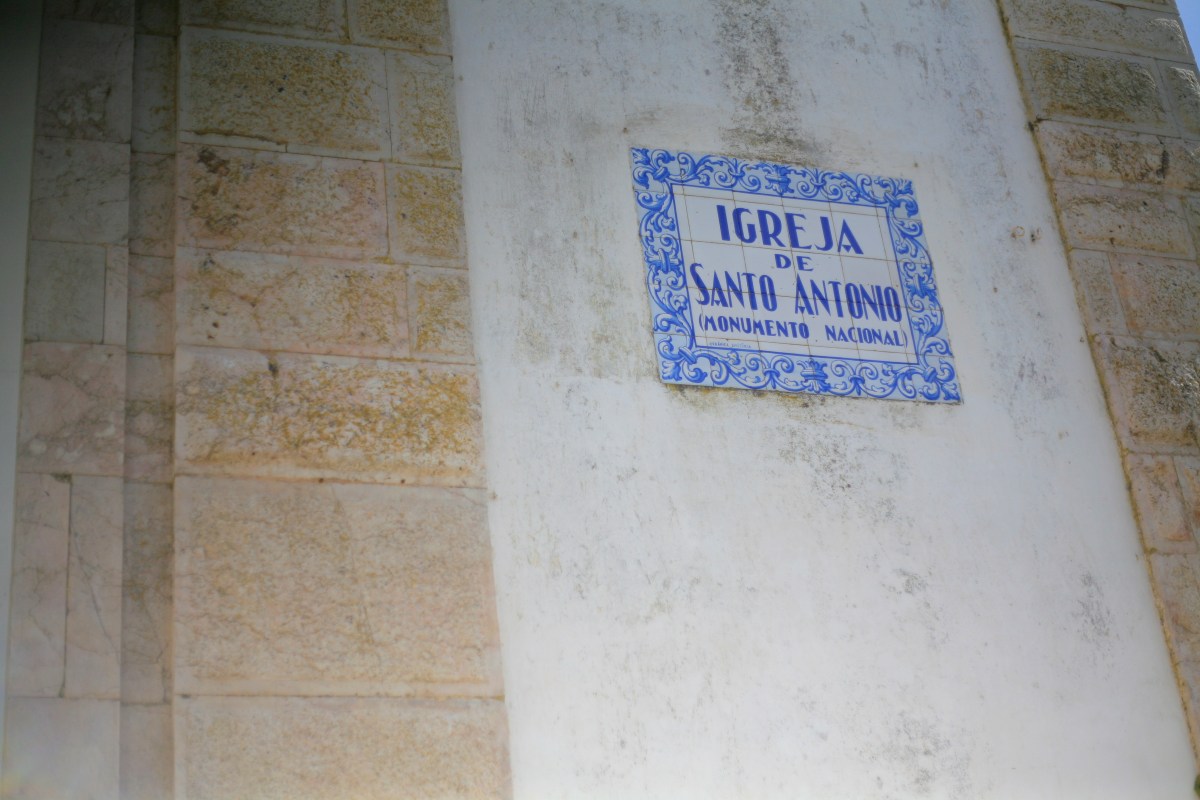 IGREJA
DE
SANTO ANTONIO
(MONUMENTO NACIONAL)